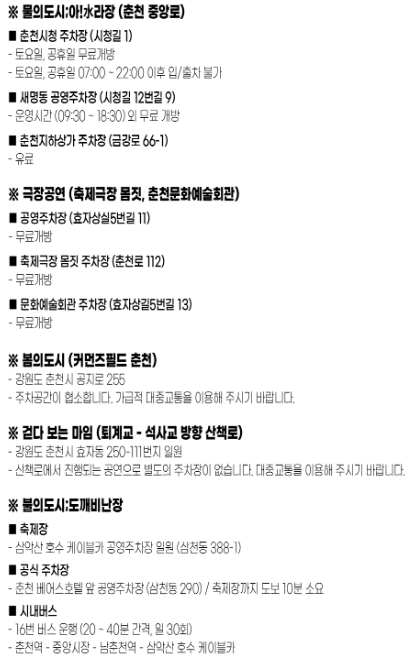 ※ 물의도시;아!水라장 (춘천 중앙로)
■ 춘천시청 주차장 (시청길 1)
- 토요일, 공휴일 무료개방
- 토요일, 공휴일 07:00 ~ 22:00 이후 입/출차 불가
■ 새명동 공영주차장 (시청길 12번길 9)
- 운영시간 (09:30 ~ 18:30) 외 무료 개방
■ 춘천지하상가 주차장 (금강로 66-1)
- 유료
※ 극장공연 (축제극장 몸짓, 춘천문화예술회관)
■ 공영주차장 (효자상실5번길 11)
- 무료개방
■ 축제극장 몸짓 주차장 (춘천로 112)
- 무료개방
■ 문화예술회관 주차장 (효자상길5번길 13)
- 무료개방
※ 봄의도시 (커먼즈필드 춘천)
- 강원도 춘천시 공지로 255
- 주차공간이 협소합니다. 가급적 대중교통을 이용해 주시기 바랍니다.
※ 걷다 보는 마임 (퇴계교 - 석사교 방향 산책로)
- 강원도 춘천시 효자동 250-111번지 일원
- 산책로에서 진행되는 공연으로 별도의 주차장이 없습니다. 대중교통을 이용해 주시기 바랍니다.
※ 불의도시;도깨비난장
■ 축제장
- 삼악산 호수 케이블카 공영주차장 일원 (삼천동 388-1)
■ 공식 주차장
- 춘천 베어스호텔 앞 공영주차장 (삼천동 290) / 축제장까지 도보 10분 소요
■ 시내버스
- 16번 버스 운행 (20 ~ 40분 간격, 일 30회)
- 춘천역 - 중앙시장 - 남춘천역 - 삼악산 호수 케이블카